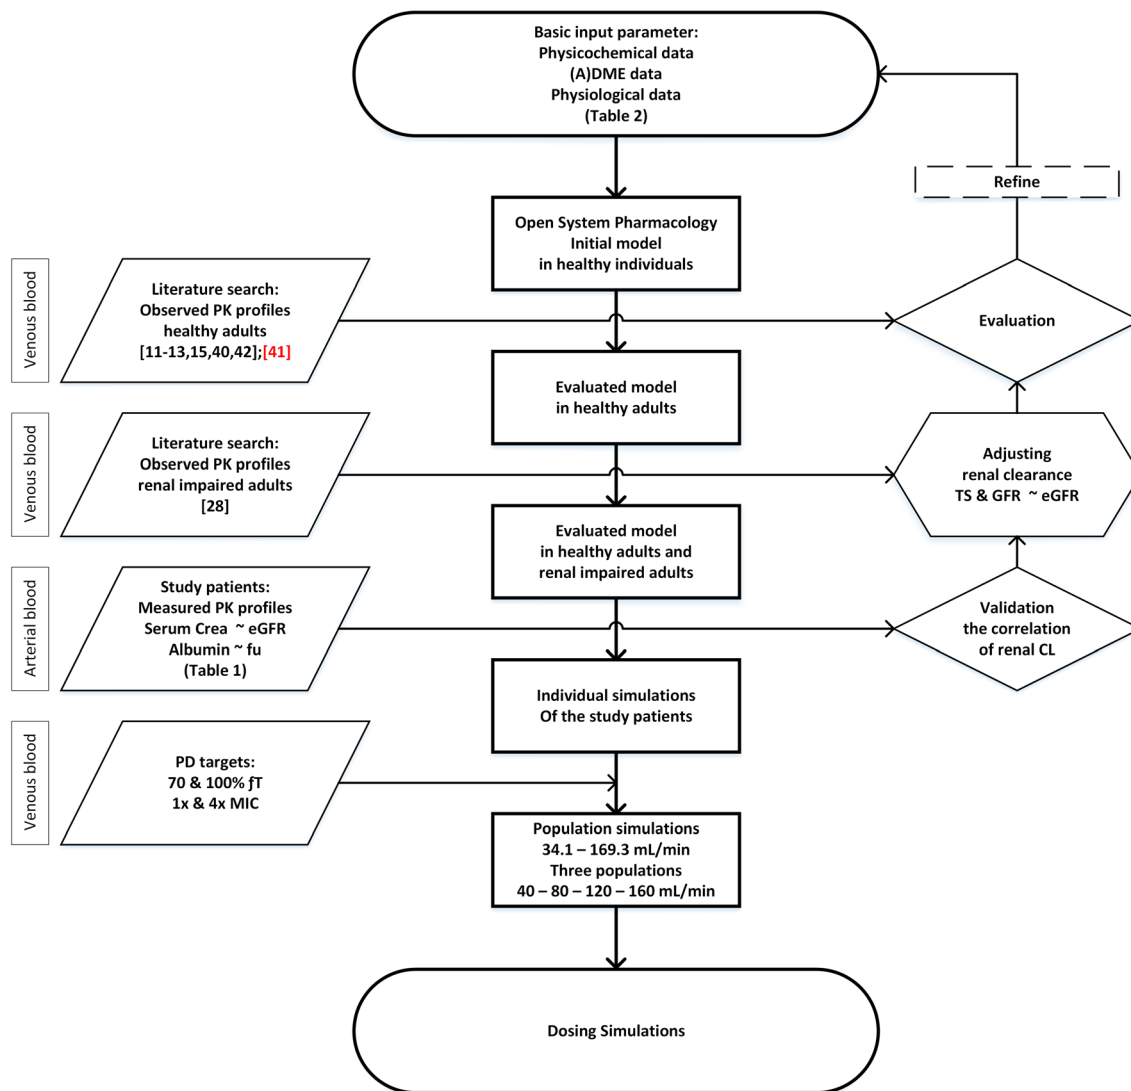 Basic input parameter:
Physicochemical data
(A)DME data
Physiological data
(Table 2)
Refine
Open System Pharmacology
Initial model
in healthy individuals
Venous blood
Literature search:
Observed PK profiles
healthy adults
[11-13,15,40,42];[41]
Evaluation
Evaluated model
in healthy adults
Venous blood
Literature search:
Observed PK profiles
renal impaired adults
[28]
Adjusting
renal clearance
TS & GFR ~ eGFR
Evaluated model
in healthy adults and
renal impaired adults
Arterial blood
Study patients:
Measured PK profiles
Serum Crea ~ eGFR
Albumin ~ fu
(Table 1)
Validation
the correlation
of renal CL
Individual simulations
Of the study patients
Venous blood
PD targets:
70 & 100% ƒT
1x & 4x MIC
Population simulations
34.1 – 169.3 mL/min
Three populations
40 – 80 – 120 – 160 mL/min
Dosing Simulations